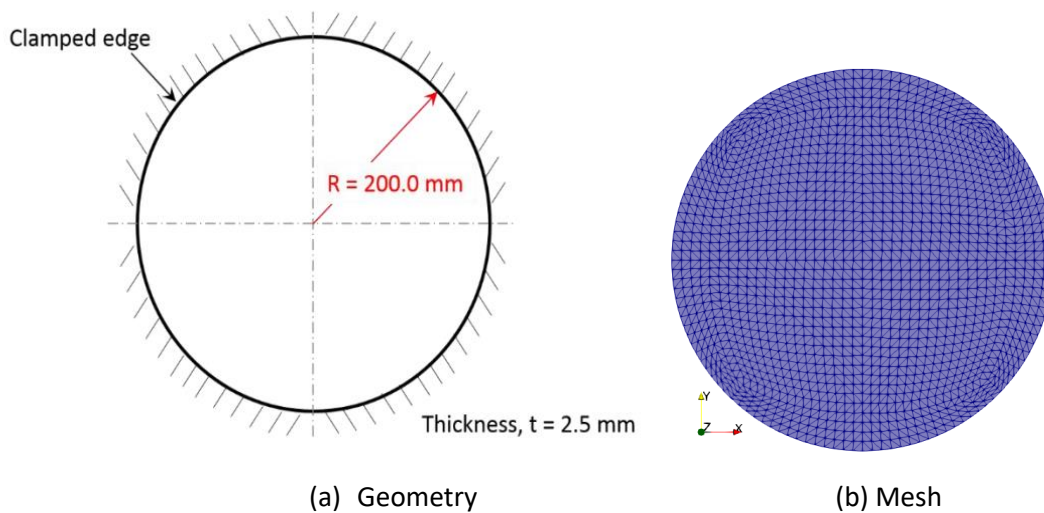 Clamped edge
R = 200.0 mm
Thickness, t = 2.5 mm
Y
Z
X
(a) Geometry
(b) Mesh